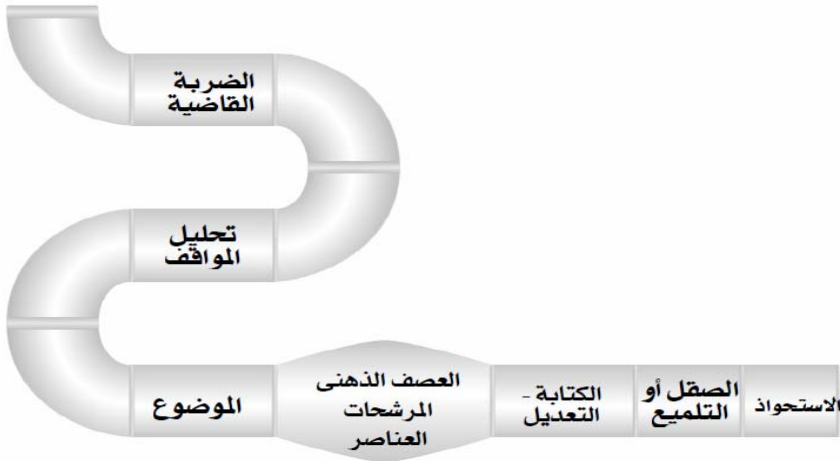 الضربة
القاضية
تحليل
المواقف
الموضوع
العصف الذهنى
المرشحات
العناصر
الكتابة -
التعديل
الصقل أو
التلميع
الاستحواذ